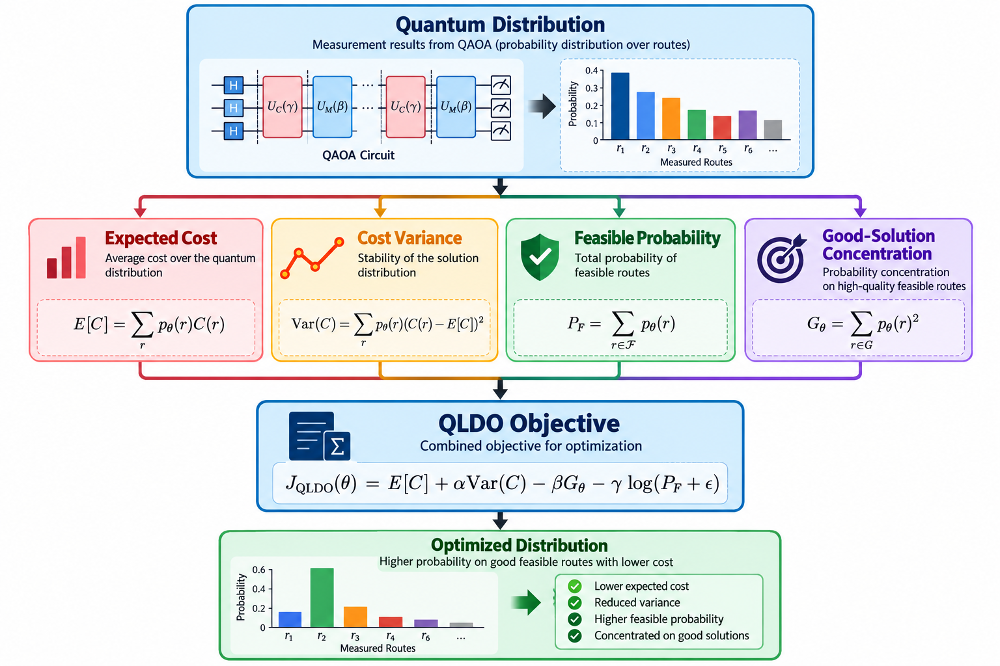 Quantum Distribution
Measurement results from QAOA (probability distribution over routes)
H
H
H
U_C(γ)
U_M(β)
...
...
U_C(γ)
U_M(β)
QAOA Circuit
Probability
0.4
0.3
0.2
0.1
0
r₁ r₂ r₃ r₄ r₅ r₆ ...
Measured Routes
Expected Cost
Average cost over the quantum
distribution
E[C] = ∑_r p_θ(r)C(r)
Cost Variance
Stability of the solution
distribution
Var(C) = ∑_r p_θ(r)(C(r) − E[C])²
Feasible Probability
Total probability of
feasible routes
P_F = ∑_{r∈ℱ} p_θ(r)
Good-Solution
Concentration
Probability concentration
on high-quality feasible routes
G_θ = ∑_{r∈G} p_θ(r)²
Σ
QLDO Objective
Combined objective for optimization
J_QLDO(θ) = E[C] + αVar(C) − βG_θ − γ log(P_F + ϵ)
Optimized Distribution
Higher probability on good feasible routes with lower cost
Probability
0.6
0.4
0.2
0
r₁ r₂ r₃ r₄ r₆ ...
Measured Routes
Lower expected cost
Reduced variance
Higher feasible probability
Concentrated on good solutions